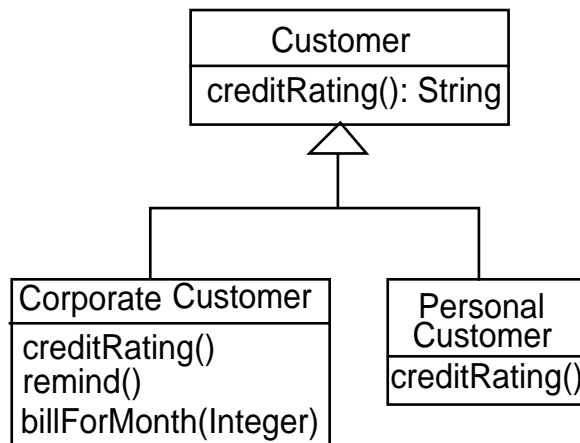 Customer
creditRating(): String
Corporate Customer
creditRating()
remind()
billForMonth(Integer)
Personal
Customer
creditRating()